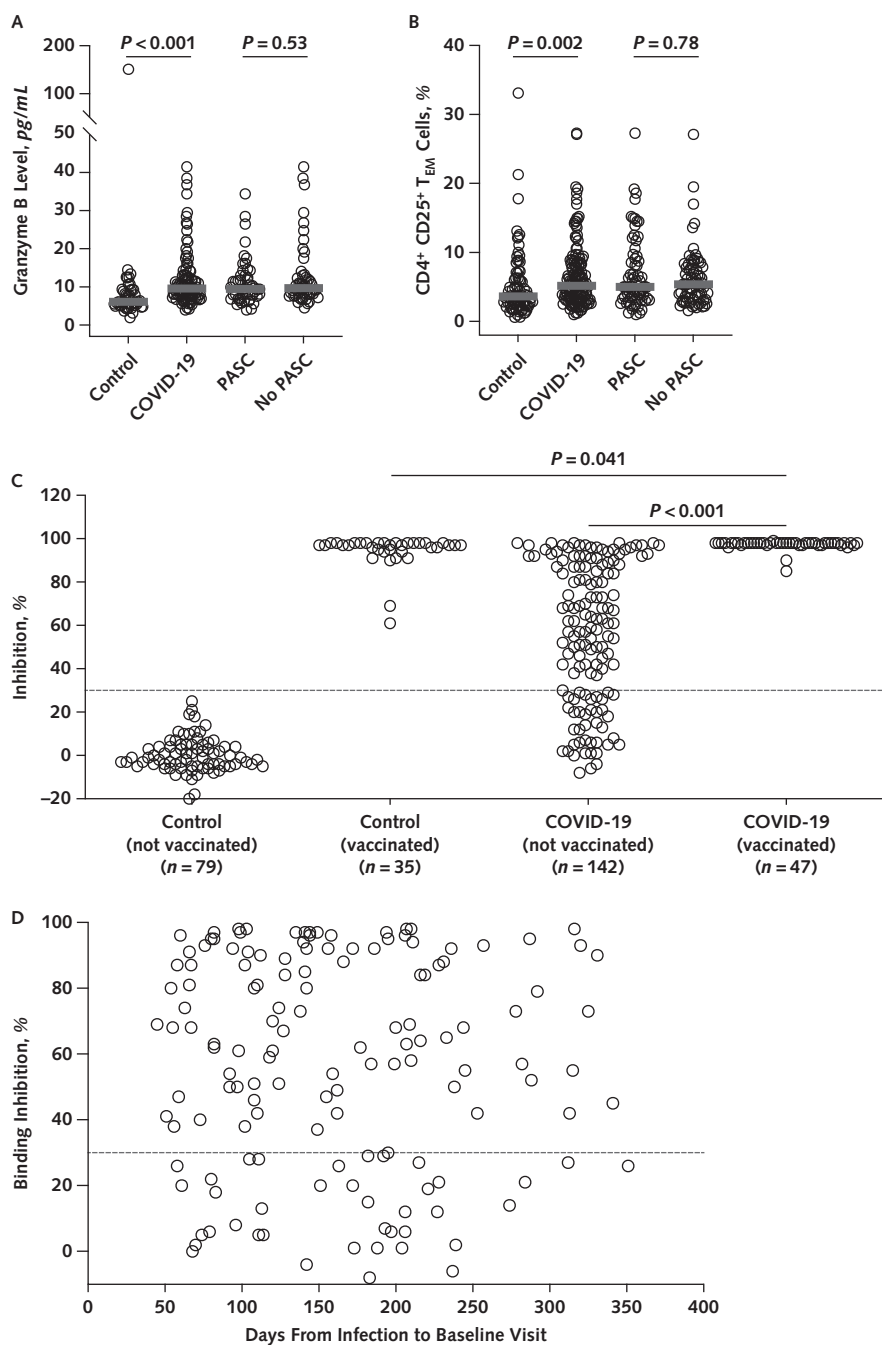 A
P < 0.001
P = 0.53
200
150
100
50
40
30
20
10
0
Granzyme B Level, pg/mL
Control
COVID-19
PASC
No PASC
B
P = 0.002
P = 0.78
40
30
20
10
0
CD4+ CD25+ TEM Cells, %
Control
COVID-19
PASC
No PASC
C
P = 0.041
P < 0.001
120
100
80
60
40
20
0
–20
Inhibition, %
Control
(not vaccinated)
(n = 79)
Control
(vaccinated)
(n = 35)
COVID-19
(not vaccinated)
(n = 142)
COVID-19
(vaccinated)
(n = 47)
D
100
80
60
40
20
0
Binding Inhibition, %
0 50 100 150 200 250 300 350 400
Days From Infection to Baseline Visit